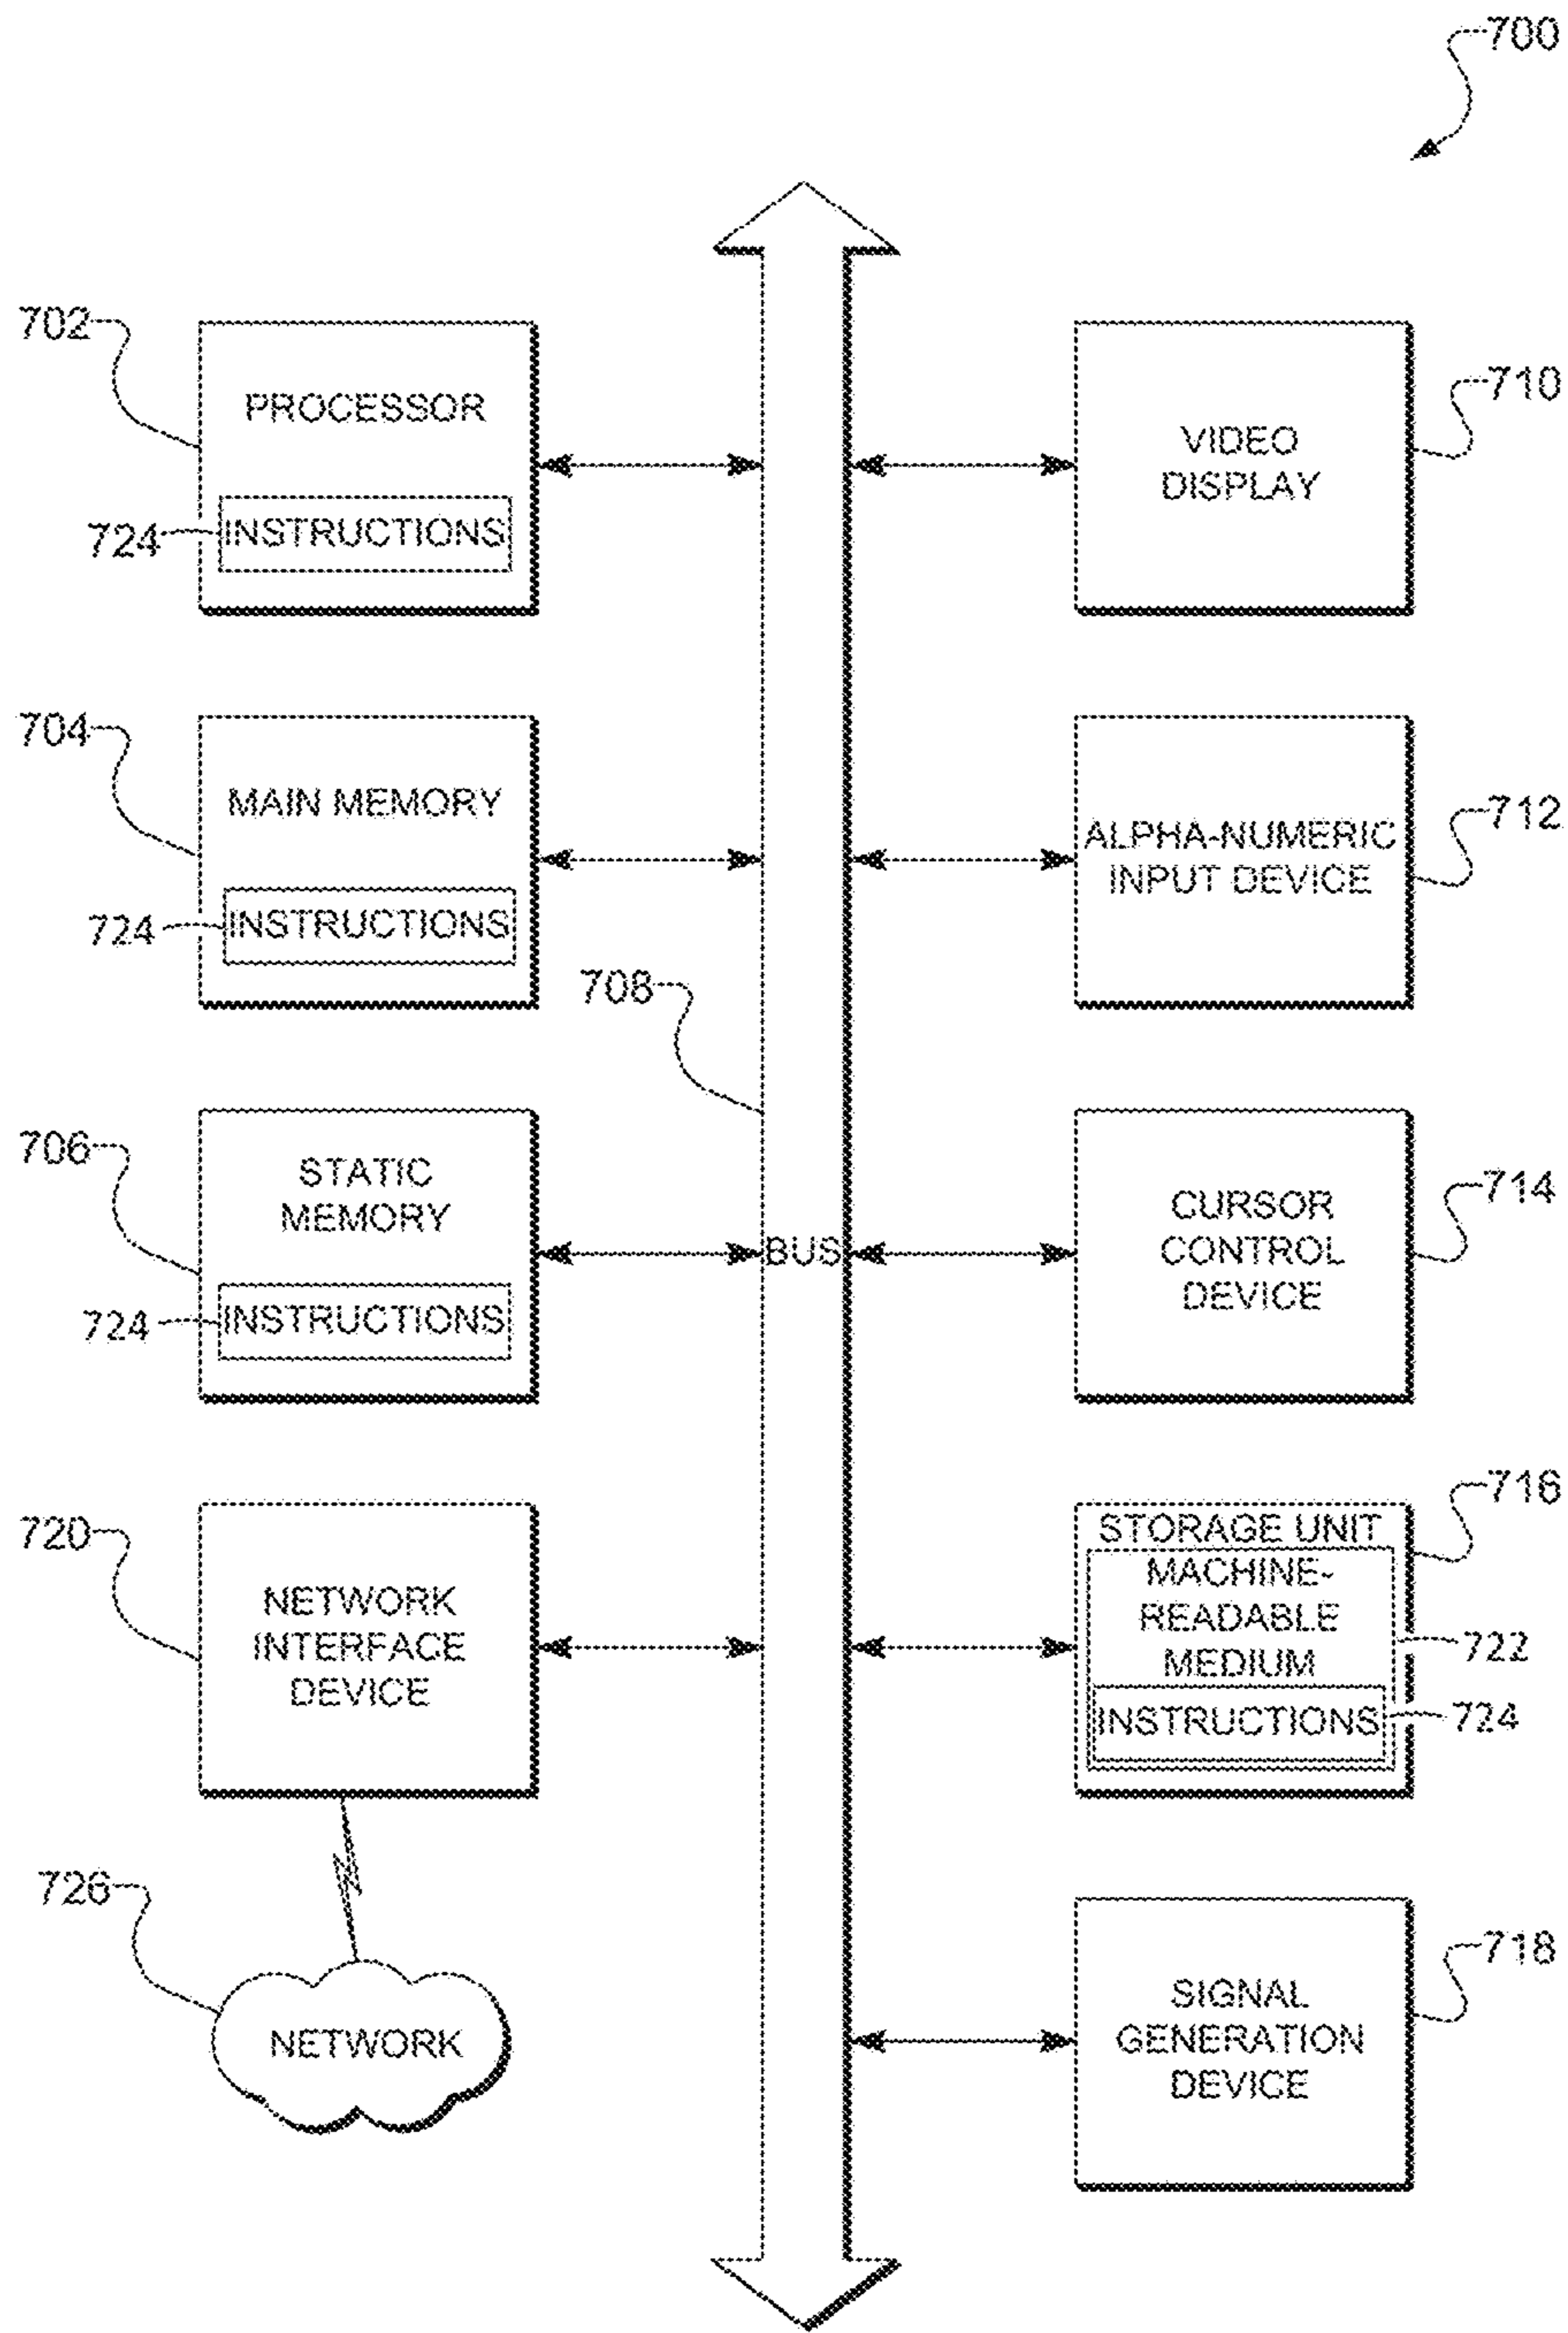 700
702
PROCESSOR
724
INSTRUCTIONS
710
VIDEO
DISPLAY
704
MAIN MEMORY
724
INSTRUCTIONS
712
ALPHA-NUMERIC
INPUT DEVICE
708
BUS
706
STATIC
MEMORY
724
INSTRUCTIONS
714
CURSOR
CONTROL
DEVICE
720
NETWORK
INTERFACE
DEVICE
716
STORAGE UNIT
MACHINE-
READABLE
MEDIUM
722
INSTRUCTIONS
724
726
NETWORK
718
SIGNAL
GENERATION
DEVICE